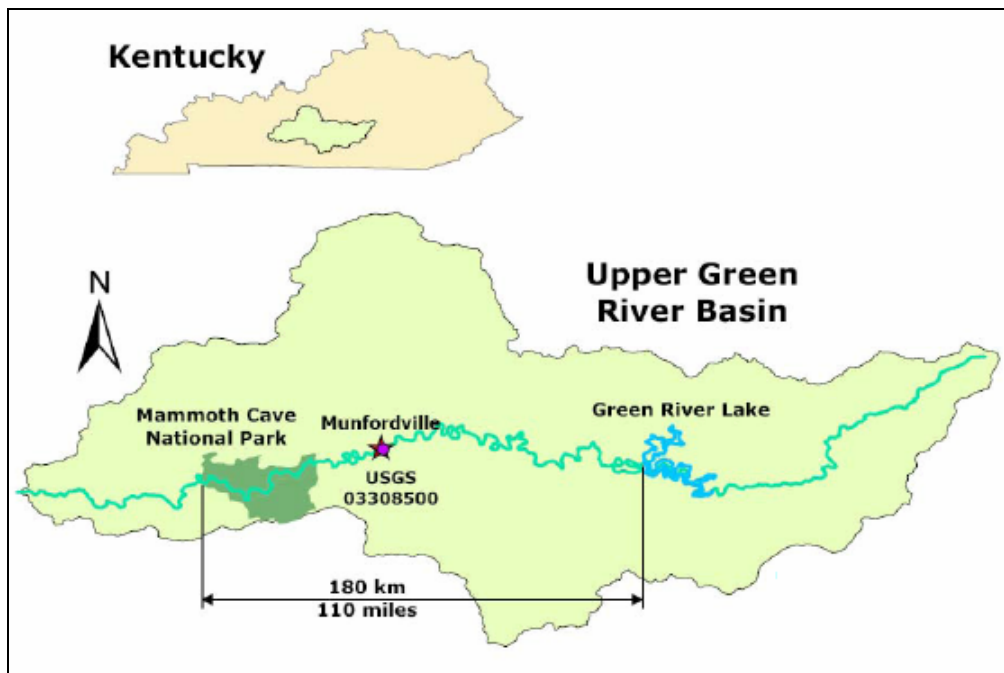 Kentucky
Upper Green
River Basin
N
Mammoth Cave
National Park
Munfordville
Green River Lake
USGS
03308500
180 km
110 miles